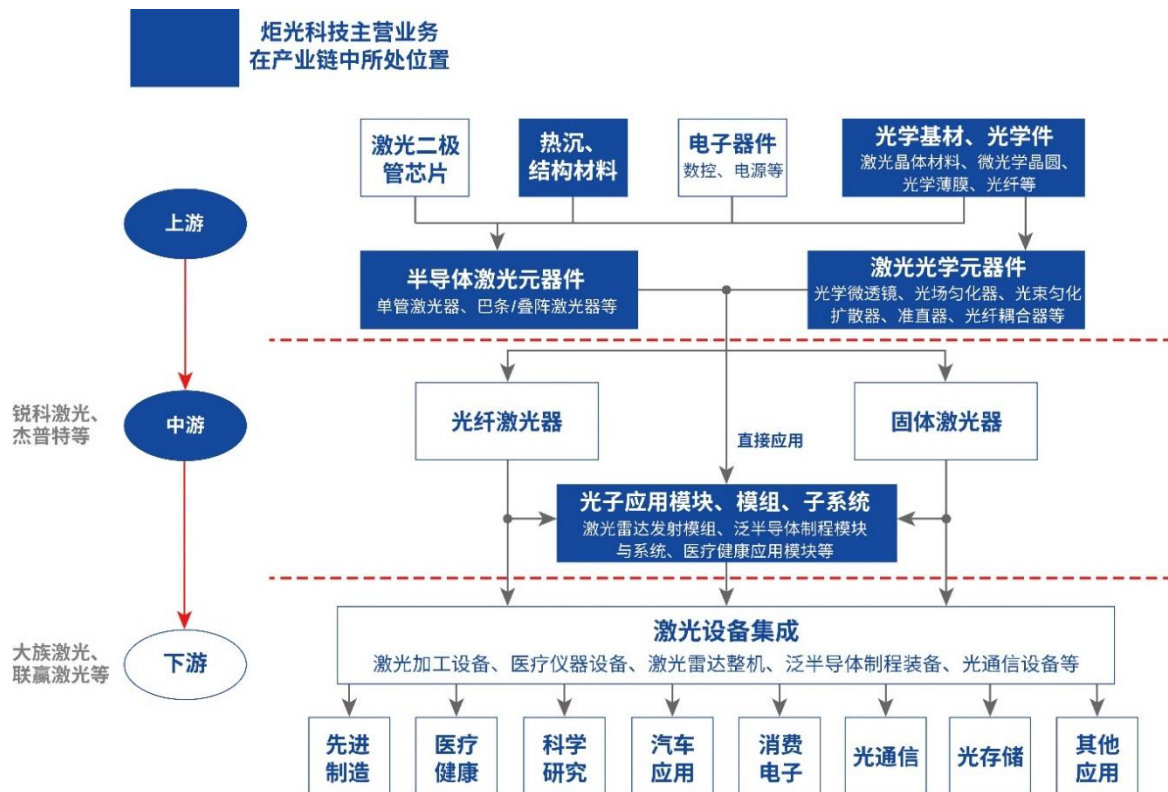 炬光科技主营业务
在产业链中所处位置
激光二极
管芯片
热沉、
结构材料
电子器件
数控、电源等
光学基材、光学件
激光晶体材料、微光学晶圆、
光学薄膜、光纤等
上游
半导体激光元器件
单管激光器、巴条/叠阵激光器等
激光光学元器件
光学微透镜、光场匀化器、光束匀化
扩散器、准直器、光纤耦合器等
锐科激光、
杰普特等
中游
光纤激光器
直接应用
固体激光器
光子应用模块、模组、子系统
激光雷达发射模组、泛半导体制程模块
与系统、医疗健康应用模块等
大族激光、
联赢激光等
下游
激光设备集成
激光加工设备、医疗仪器设备、激光雷达整机、泛半导体制程装备、光通信设备等
先进
制造
医疗
健康
科学
研究
汽车
应用
消费
电子
光通信
光存储
其他
应用